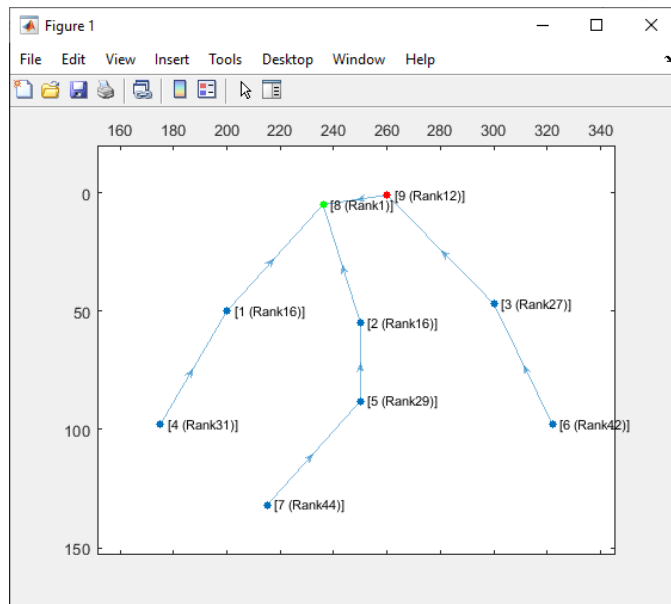 Figure 1
File Edit View Insert Tools Desktop Window Help
160 180 200 220 240 260 280 300 320 340
0
[9 (Rank12)]
[8 (Rank1)]
[3 (Rank27)]
50
[1 (Rank16)]
[2 (Rank16)]
[5 (Rank29)]
100
[4 (Rank31)]
[6 (Rank42)]
[7 (Rank44)]
150